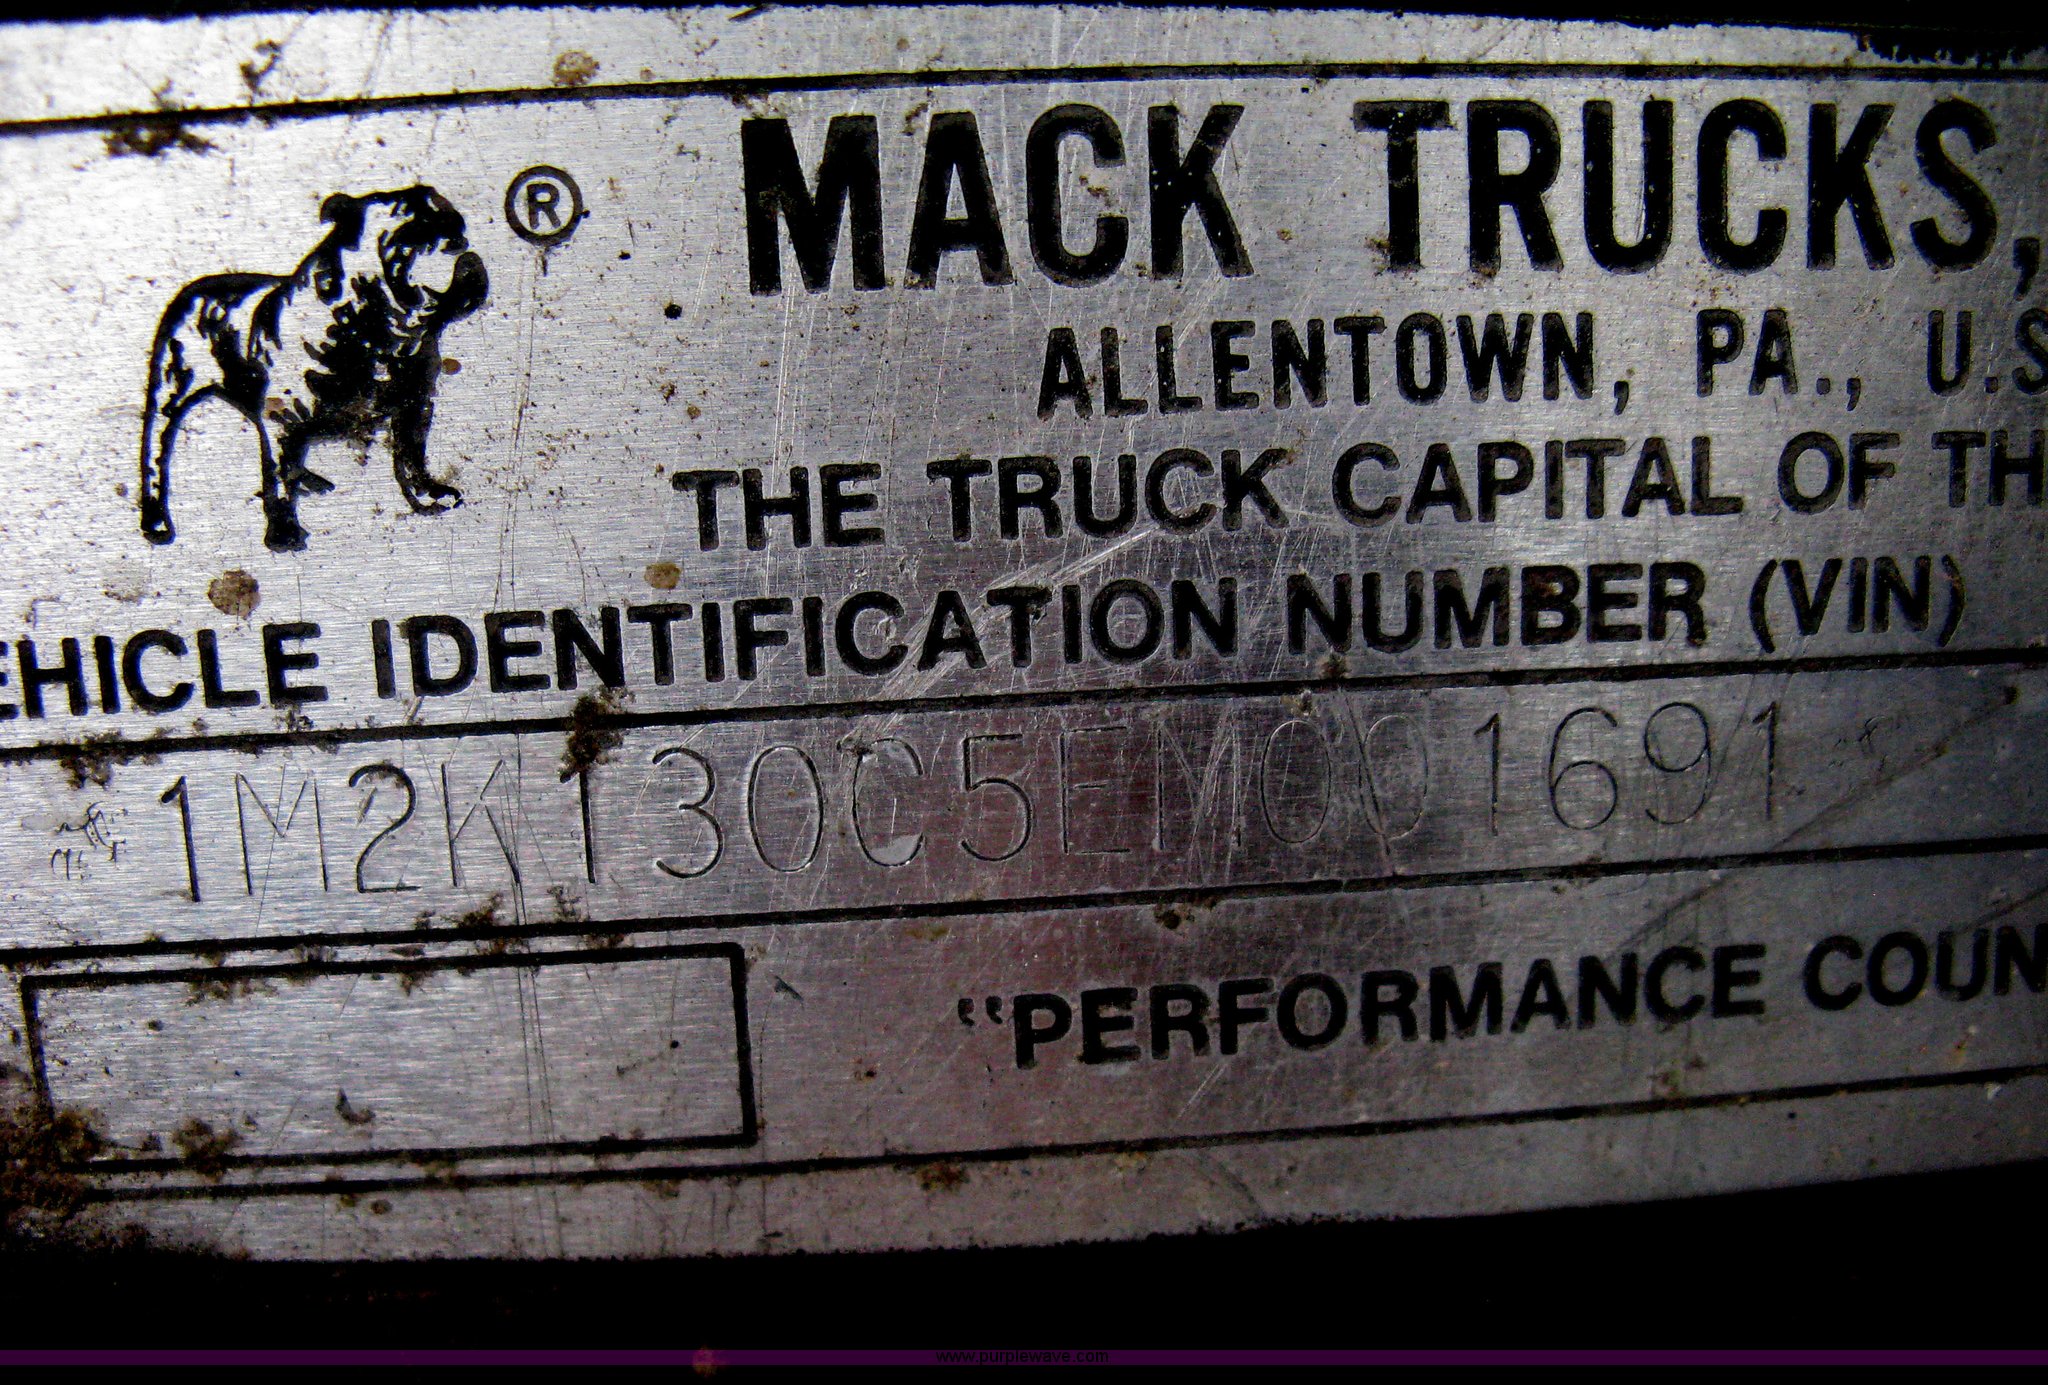 ®
MACK TRUCKS,
ALLENTOWN, PA., U.S
THE TRUCK CAPITAL OF TH
EHICLE IDENTIFICATION NUMBER (VIN)
1M2K130C5EM001691
"PERFORMANCE COUN
www.purplewave.com